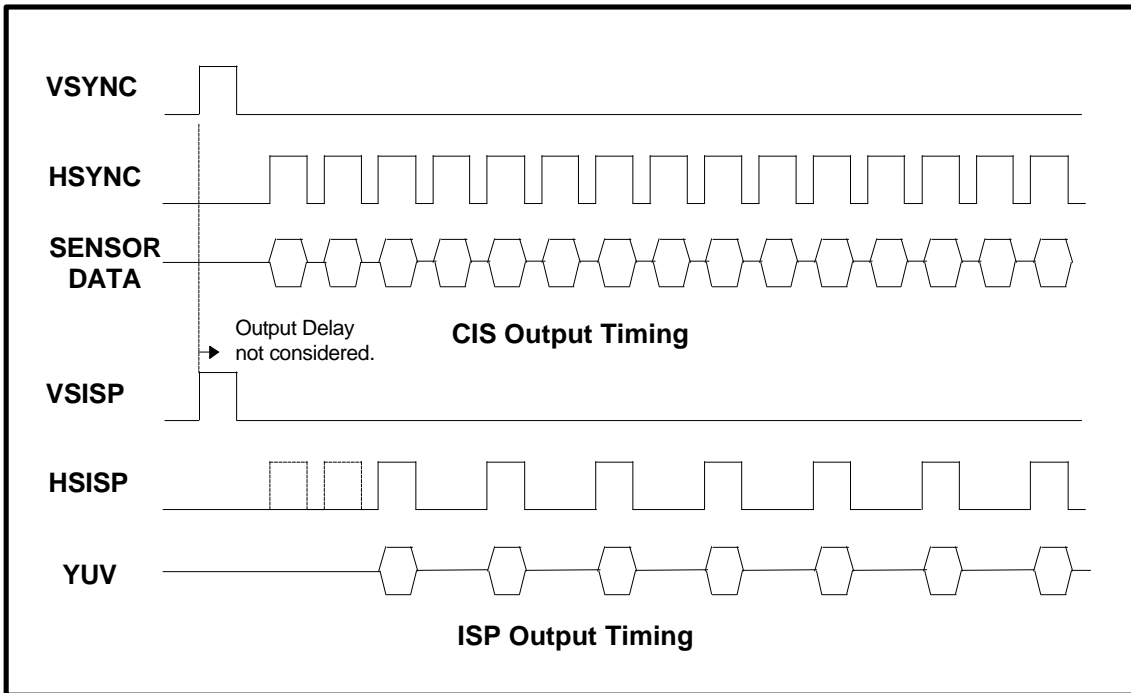 VSYNC
HSYNC
SENSOR
DATA
Output Delay
not considered.
CIS Output Timing
VSISP
HSISP
YUV
ISP Output Timing